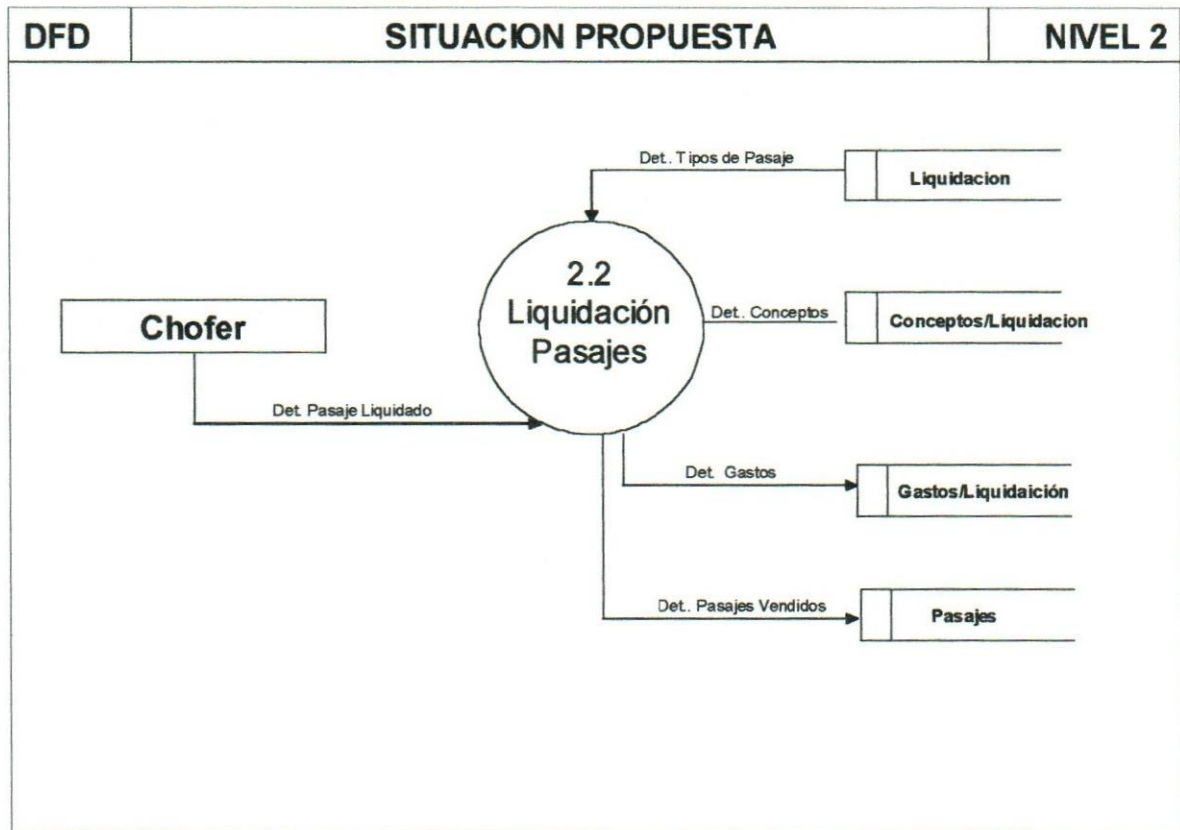 DFD
SITUACION PROPUESTA
NIVEL 2
Det.. Tipos de Pasaje
Liquidacion
2.2
Liquidación
Pasajes
Det.. Conceptos
Conceptos/Liquidacion
Chofer
Det. Pasaje Liquidado
Det. Gastos
Gastos/Liquidaición
Det.. Pasajes Vendidos
Pasajes